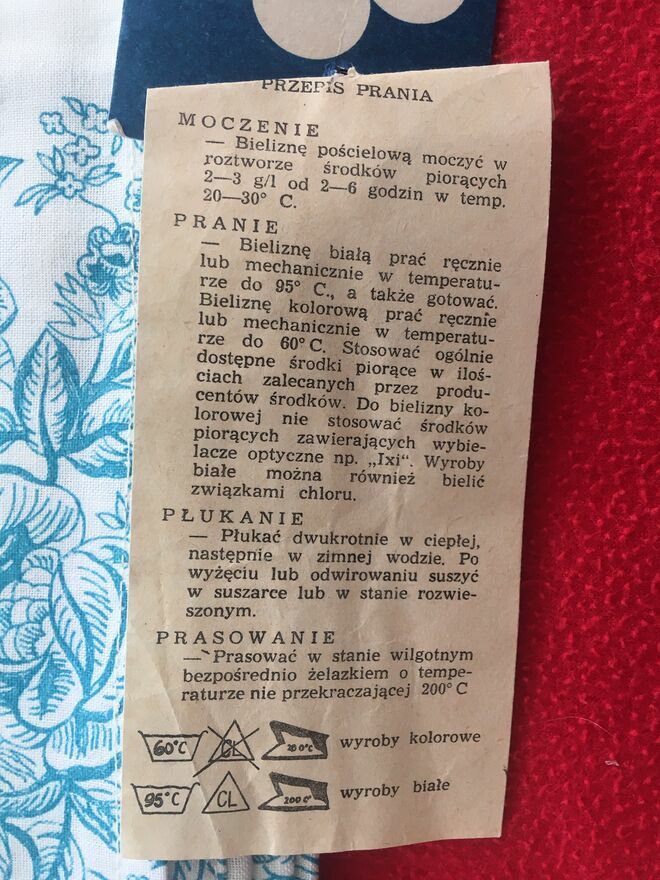 PRZEPIS PRANIA
MOCZENIE
— Bieliznę pościelową moczyć w
roztworze środków piorących
2—3 g/l od 2—6 godzin w temp.
20—30° C.
PRANIE
— Bieliznę białą prać ręcznie
lub mechanicznie w temperatu-
rze do 95° C., a także gotować.
Bieliznę kolorową prać ręcznie
lub mechanicznie w temperatu-
rze do 60° C. Stosować ogólnie
dostępne środki piorące w iloś-
ciach zalecanych przez produ-
centów środków. Do bielizny ko-
lorowej nie stosować środków
piorących zawierających wybie-
lacze optyczne np. „Ixi“. Wyroby
białe można również bielić
związkami chloru.
PŁUKANIE
— Płukać dwukrotnie w ciepłej,
następnie w zimnej wodzie. Po
wyżęciu lub odwirowaniu suszyć
w suszarce lub w stanie rozwie-
szonym.
PRASOWANIE
— Prasować w stanie wilgotnym
bezpośrednio żelazkiem o tempe-
raturze nie przekraczającej 200° C
60°C CL 200°C wyroby kolorowe
95°C CL 200C° wyroby białe